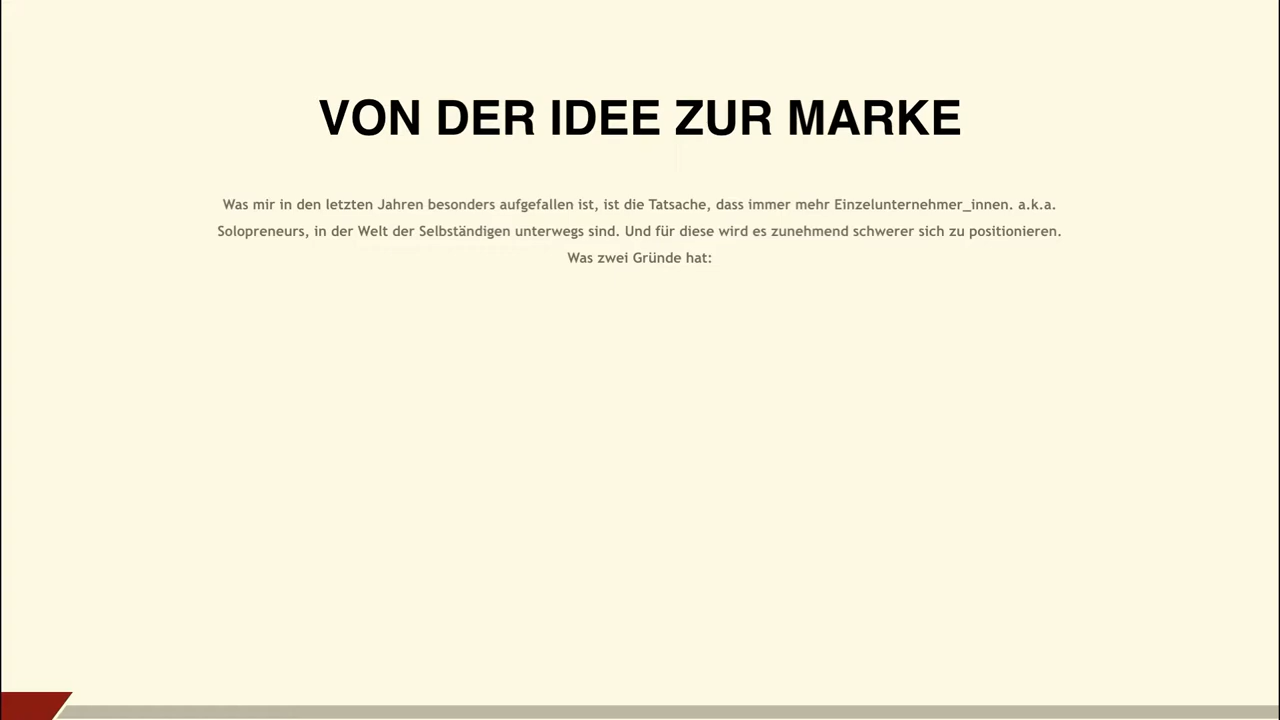 VON DER IDEE ZUR MARKE
Was mir in den letzten Jahren besonders aufgefallen ist, ist die Tatsache, dass immer mehr Einzelunternehmer_innen. a.k.a.
Solopreneurs, in der Welt der Selbständigen unterwegs sind. Und für diese wird es zunehmend schwerer sich zu positionieren.
Was zwei Gründe hat: